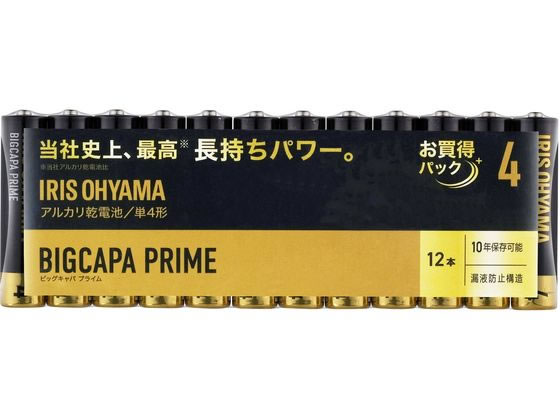 当社史上、最高※長持ちパワー。
※当社アルカリ乾電池比
IRIS OHYAMA
アルカリ乾電池/単4形
BIGCAPA PRIME
ビッグキャパ プライム
お買得
パック+
4
12本
10年保存可能
漏液防止構造
BIGCAPA PRIME
IRIS OHYAMA